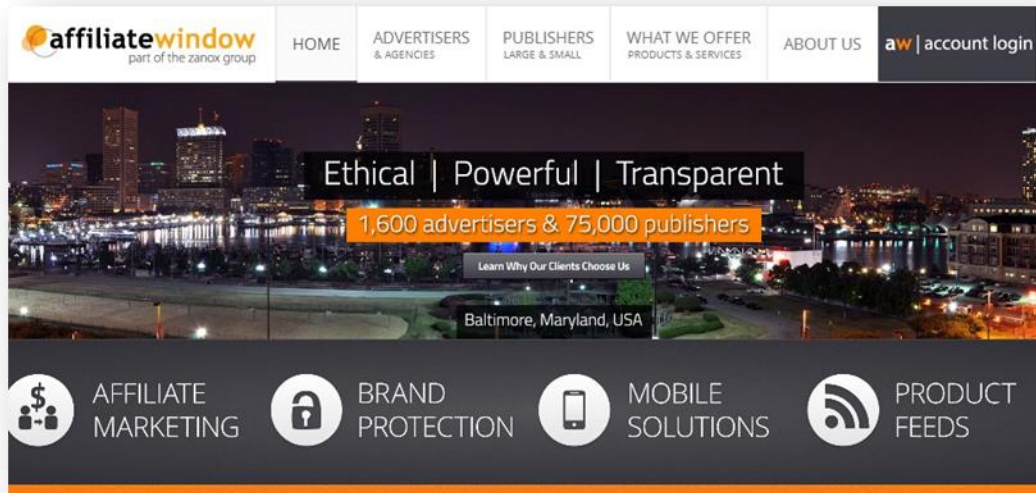 affiliatewindow
part of the zanox group
HOME
ADVERTISERS
& AGENCIES
PUBLISHERS
LARGE & SMALL
WHAT WE OFFER
PRODUCTS & SERVICES
ABOUT US
aw | account login
Ethical | Powerful | Transparent
1,600 advertisers & 75,000 publishers
Learn Why Our Clients Choose Us
Baltimore, Maryland, USA
AFFILIATE
MARKETING
BRAND
PROTECTION
MOBILE
SOLUTIONS
PRODUCT
FEEDS